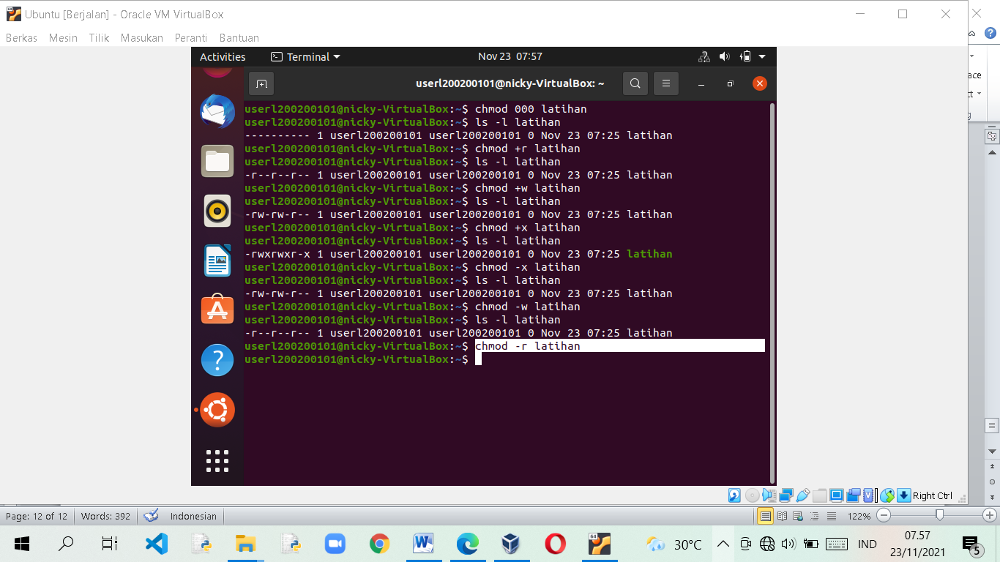 Ubuntu [Berjalan] - Oracle VM VirtualBox
Berkas Mesin Tilik Masukan Peranti Bantuan
Activities Terminal Nov 23 07:57
userl200200101@nicky-VirtualBox: ~
userl200200101@nicky-VirtualBox:~$ chmod 000 latihan
userl200200101@nicky-VirtualBox:~$ ls -l latihan
---------- 1 userl200200101 userl200200101 0 Nov 23 07:25 latihan
userl200200101@nicky-VirtualBox:~$ chmod +r latihan
userl200200101@nicky-VirtualBox:~$ ls -l latihan
-r--r--r-- 1 userl200200101 userl200200101 0 Nov 23 07:25 latihan
userl200200101@nicky-VirtualBox:~$ chmod +w latihan
userl200200101@nicky-VirtualBox:~$ ls -l latihan
-rw-rw-r-- 1 userl200200101 userl200200101 0 Nov 23 07:25 latihan
userl200200101@nicky-VirtualBox:~$ chmod +x latihan
userl200200101@nicky-VirtualBox:~$ ls -l latihan
-rwxrwxr-x 1 userl200200101 userl200200101 0 Nov 23 07:25 latihan
userl200200101@nicky-VirtualBox:~$ chmod -x latihan
userl200200101@nicky-VirtualBox:~$ ls -l latihan
-rw-rw-r-- 1 userl200200101 userl200200101 0 Nov 23 07:25 latihan
userl200200101@nicky-VirtualBox:~$ chmod -w latihan
userl200200101@nicky-VirtualBox:~$ ls -l latihan
-r--r--r-- 1 userl200200101 userl200200101 0 Nov 23 07:25 latihan
userl200200101@nicky-VirtualBox:~$ chmod -r latihan
userl200200101@nicky-VirtualBox:~$
Right Ctrl
Page: 12 of 12 Words: 392 Indonesian 122%
30°C IND 07.57
23/11/2021 5